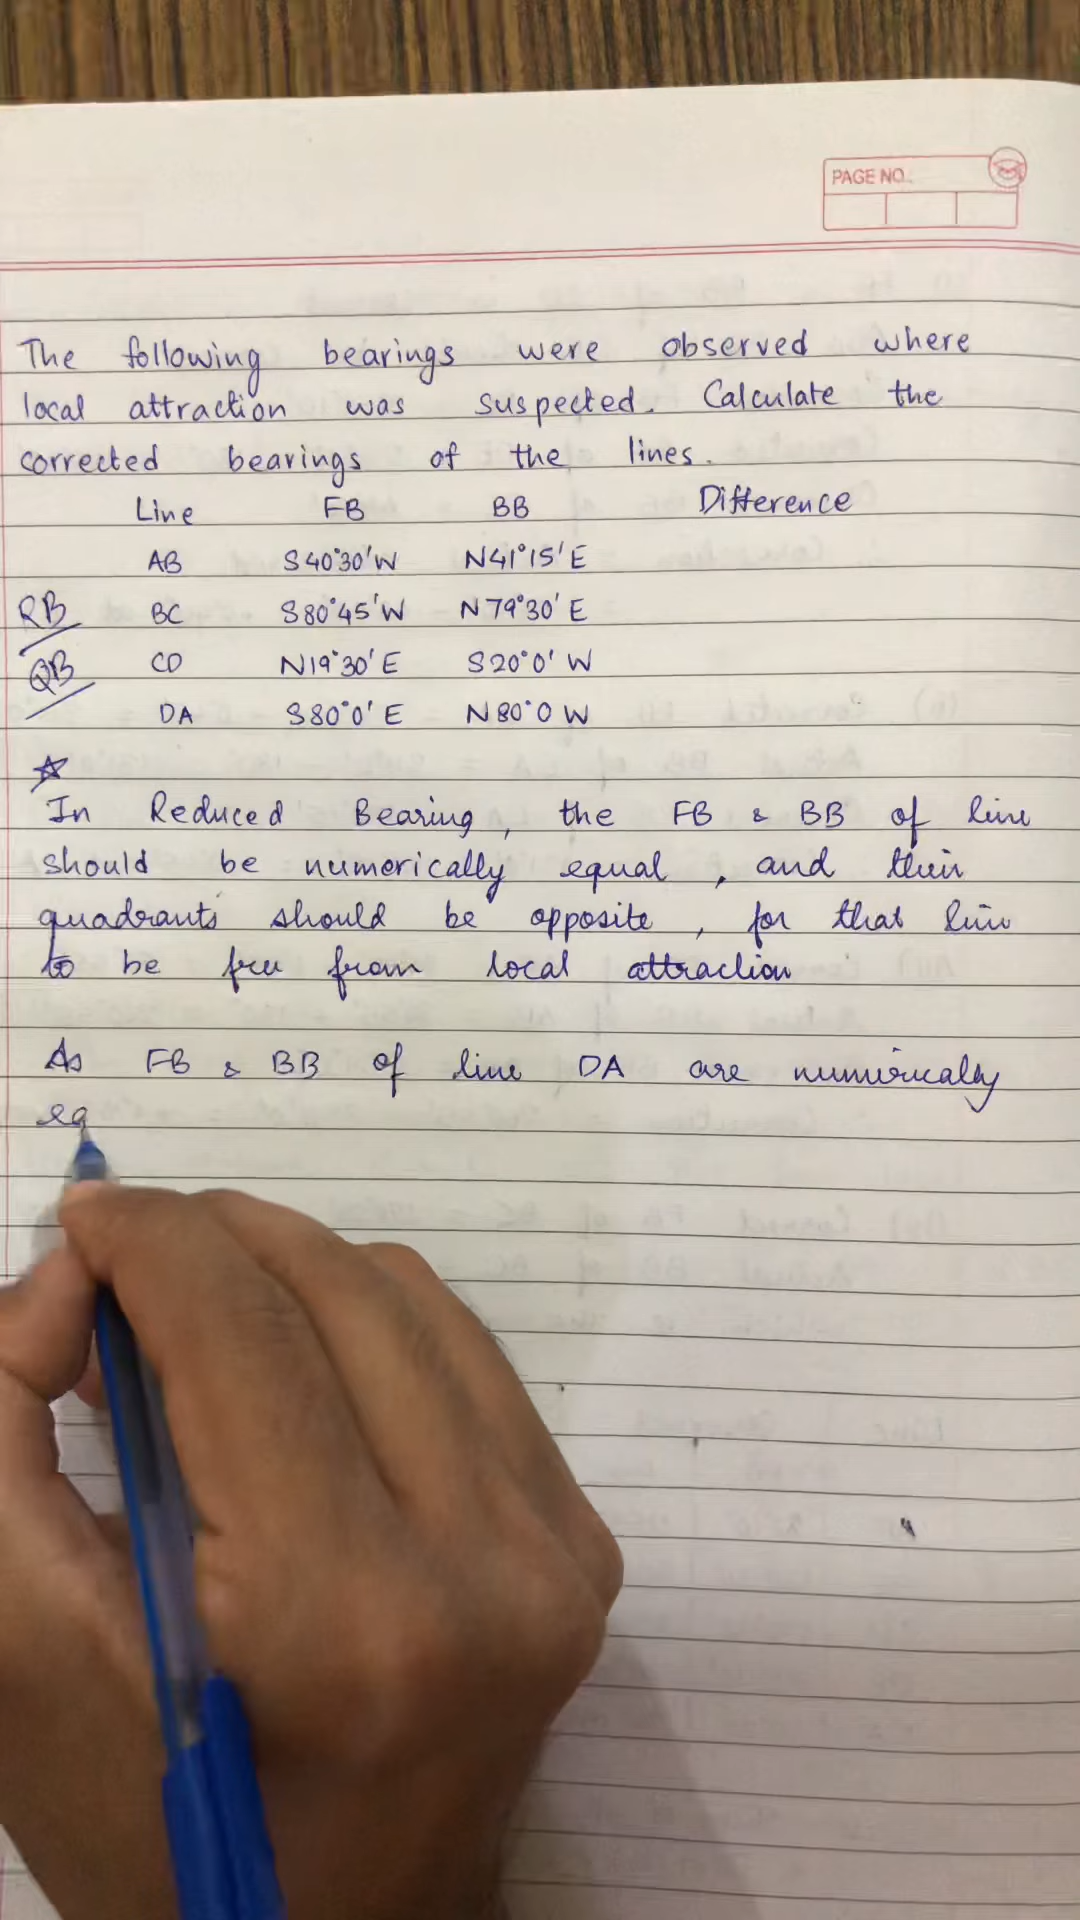 PAGE NO.:
The following bearings were observed where
local attraction was suspected. Calculate the
corrected bearings of the lines.
Line FB BB Difference
AB S40°30'W N41°15'E
RB BC S80°45'W N79°30'E
QB CD N19°30'E S20°0'W
DA S80°0'E N80°0W
In Reduced Bearing, the FB & BB of line
should be numerically equal, and their
quadrants should be opposite, for that line
to be free from local attraction
As FB & BB of line DA are numerically
eq